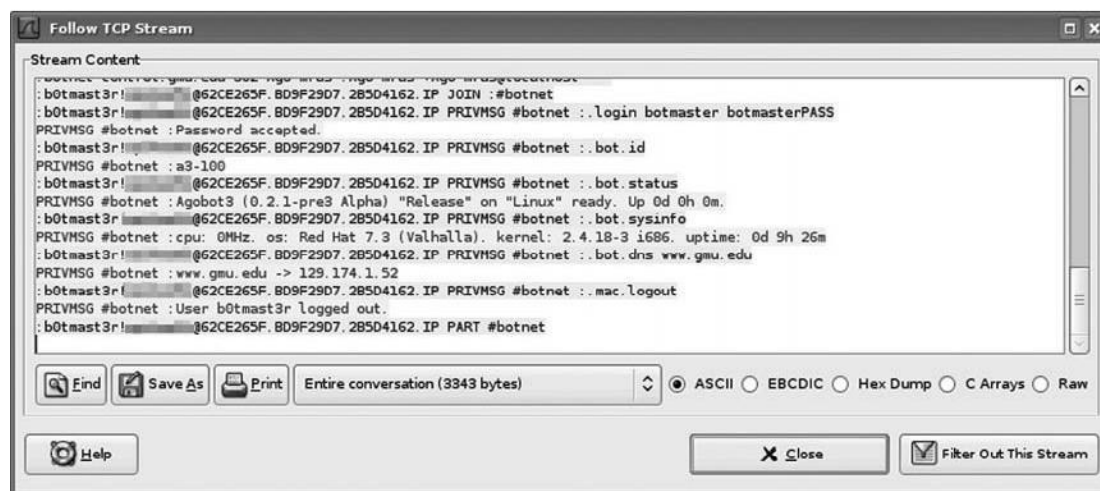 Follow TCP Stream
Stream Content
:b0tmast3r! @62CE265F.BD9F29D7.2B5D4162.IP JOIN :#botnet
:b0tmast3r! @62CE265F.BD9F29D7.2B5D4162.IP PRIVMSG #botnet :.login botmaster botmasterPASS
PRIVMSG #botnet :Password accepted.
:b0tmast3r! @62CE265F.BD9F29D7.2B5D4162.IP PRIVMSG #botnet :.bot.id
PRIVMSG #botnet :a3-100
:b0tmast3r! @62CE265F.BD9F29D7.2B5D4162.IP PRIVMSG #botnet :.bot.status
PRIVMSG #botnet :Agobot3 (0.2.1-pre3 Alpha) "Release" on "Linux" ready. Up 0d 0h 0m.
:b0tmast3r @62CE265F.BD9F29D7.2B5D4162.IP PRIVMSG #botnet :.bot.sysinfo
PRIVMSG #botnet :cpu: 0MHz. os: Red Hat 7.3 (Valhalla). kernel: 2.4.18-3 i686. uptime: 0d 9h 26m
:b0tmast3r! @62CE265F.BD9F29D7.2B5D4162.IP PRIVMSG #botnet :.bot.dns www.gmu.edu
PRIVMSG #botnet :www.gmu.edu -> 129.174.1.52
:b0tmast3r! @62CE265F.BD9F29D7.2B5D4162.IP PRIVMSG #botnet :.mac.logout
PRIVMSG #botnet :User b0tmast3r logged out.
:b0tmast3r! @62CE265F.BD9F29D7.2B5D4162.IP PART #botnet
Find Save As Print Entire conversation (3343 bytes) ASCII EBCDIC Hex Dump C Arrays Raw
Help Close Filter Out This Stream